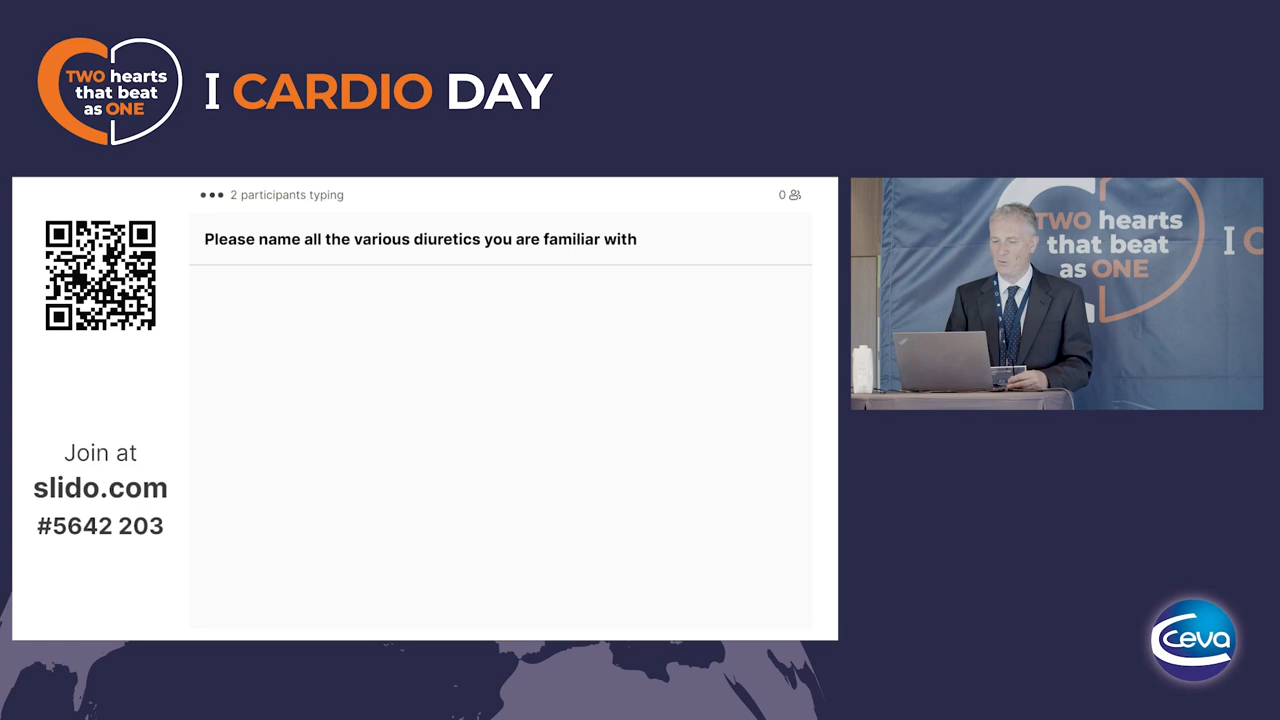 TWO hearts
that beat
as ONE
I CARDIO DAY
2 participants typing
0
Please name all the various diuretics you are familiar with
Join at
slido.com
#5642 203
TWO hearts
that beat
as ONE
I C
Ceva